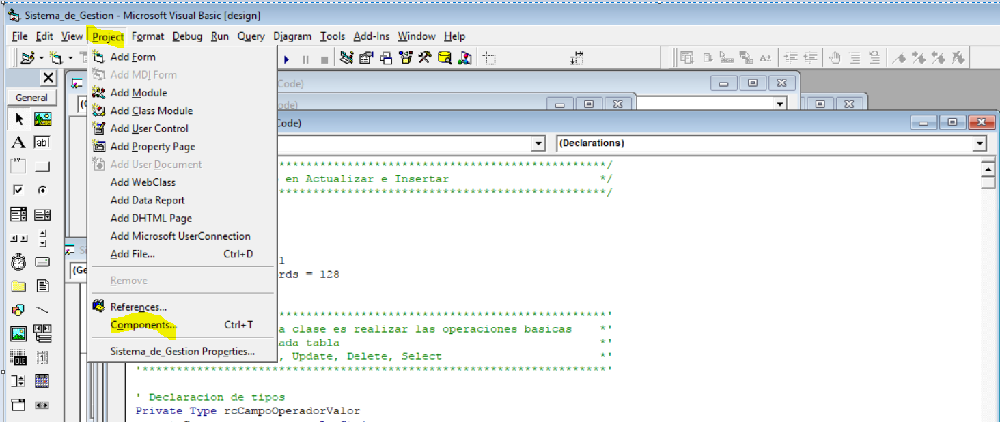 Sistema_de_Gestion - Microsoft Visual Basic [design]
File Edit View Project Format Debug Run Query Diagram Tools Add-Ins Window Help
Add Form
Add MDI Form
Code)
Add Module
General
ode)
(Code)
Add Class Module
Add User Control
Add Property Page
(Declarations)
Add User Document
*************************************************/
Add WebClass
en Actualizar e Insertar */
Add Data Report
*************************************************/
Add DHTML Page
Add Microsoft UserConnection
Add File... Ctrl+D
l
(Ge
rds = 128
Remove
References...
*************************************************'
Components... Ctrl+T
a clase es realizar las operaciones basicas *'
ada tabla *'
Sistema_de_Gestion Properties...
, Update, Delete, Select *'
'*********************************************************************'
' Declaracion de tipos
Private Type rcCampoOperadorValor